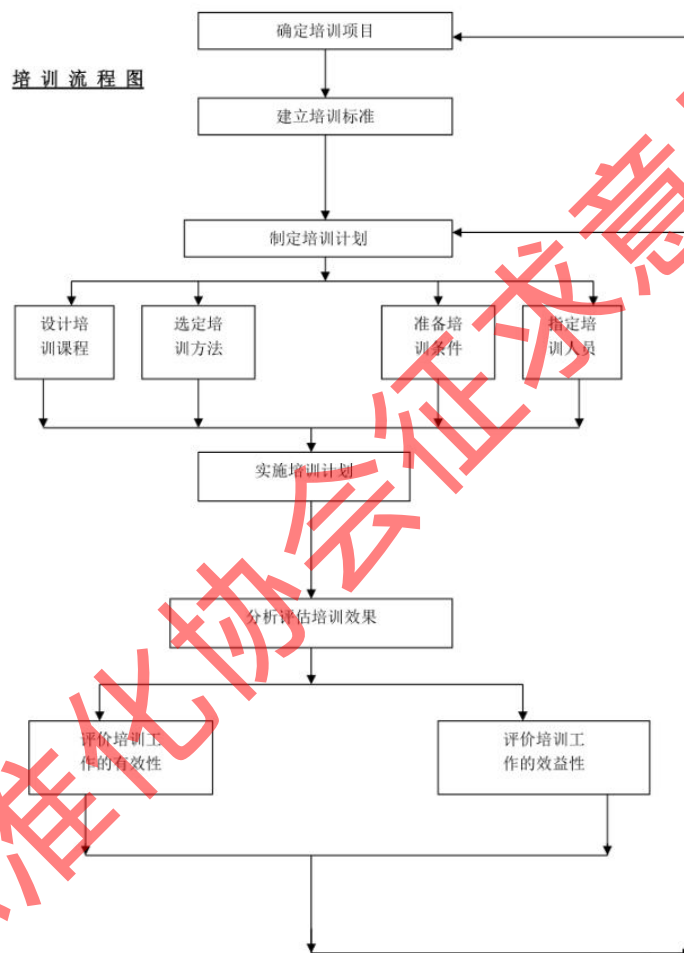 确定培训项目
培训流程图
建立培训标准
制定培训计划
设计培
训课程
选定培
训方法
准备培
训条件
指定培
训人员
实施培训计划
分析评估培训效果
评价培训工
作的有效性
评价培训工
作的效益性
准化协会征求意